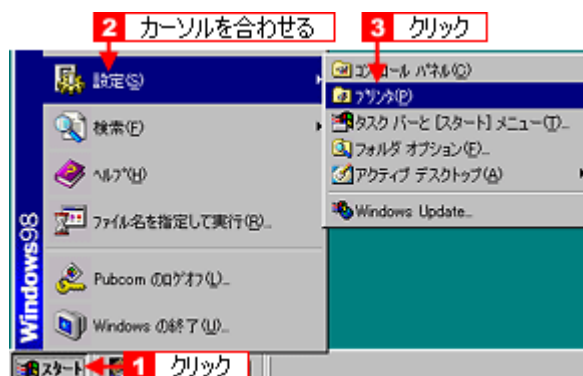 2 カーソルを合わせる
3 クリック
設定(S)
検索(F)
ヘルプ(H)
ファイル名を指定して実行(R)...
Pubcom のログオフ(L)...
Windows の終了(U)...
コントロール パネル(C)
プリンタ(P)
タスク バーと [スタート] メニュー(T)...
フォルダ オプション(F)...
アクティブ デスクトップ(A)
Windows Update...
Windows98
スタート
1 クリック